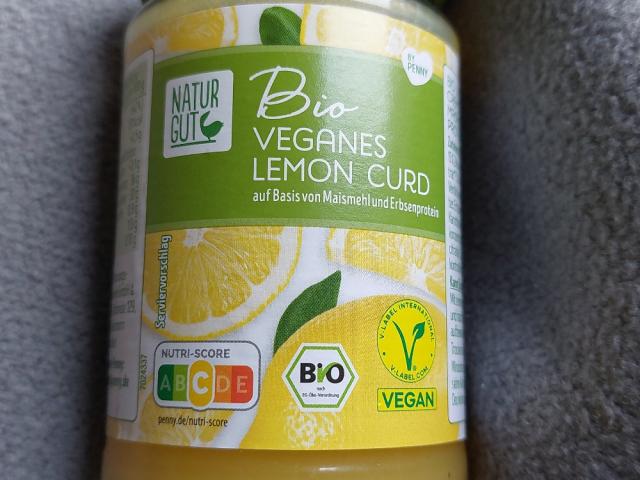 BY
PENNY
NATUR
GUT
Bio
VEGANES
LEMON CURD
auf Basis von Maismehl und Erbsenprotein
Serviervorschlag
NUTRI-SCORE
A B C D E
penny.de/nutri-score
7024337
BIO
nach
EG-Öko-Verordnung
V-LABEL INTERNATIONAL
V-LABEL.COM
VEGAN